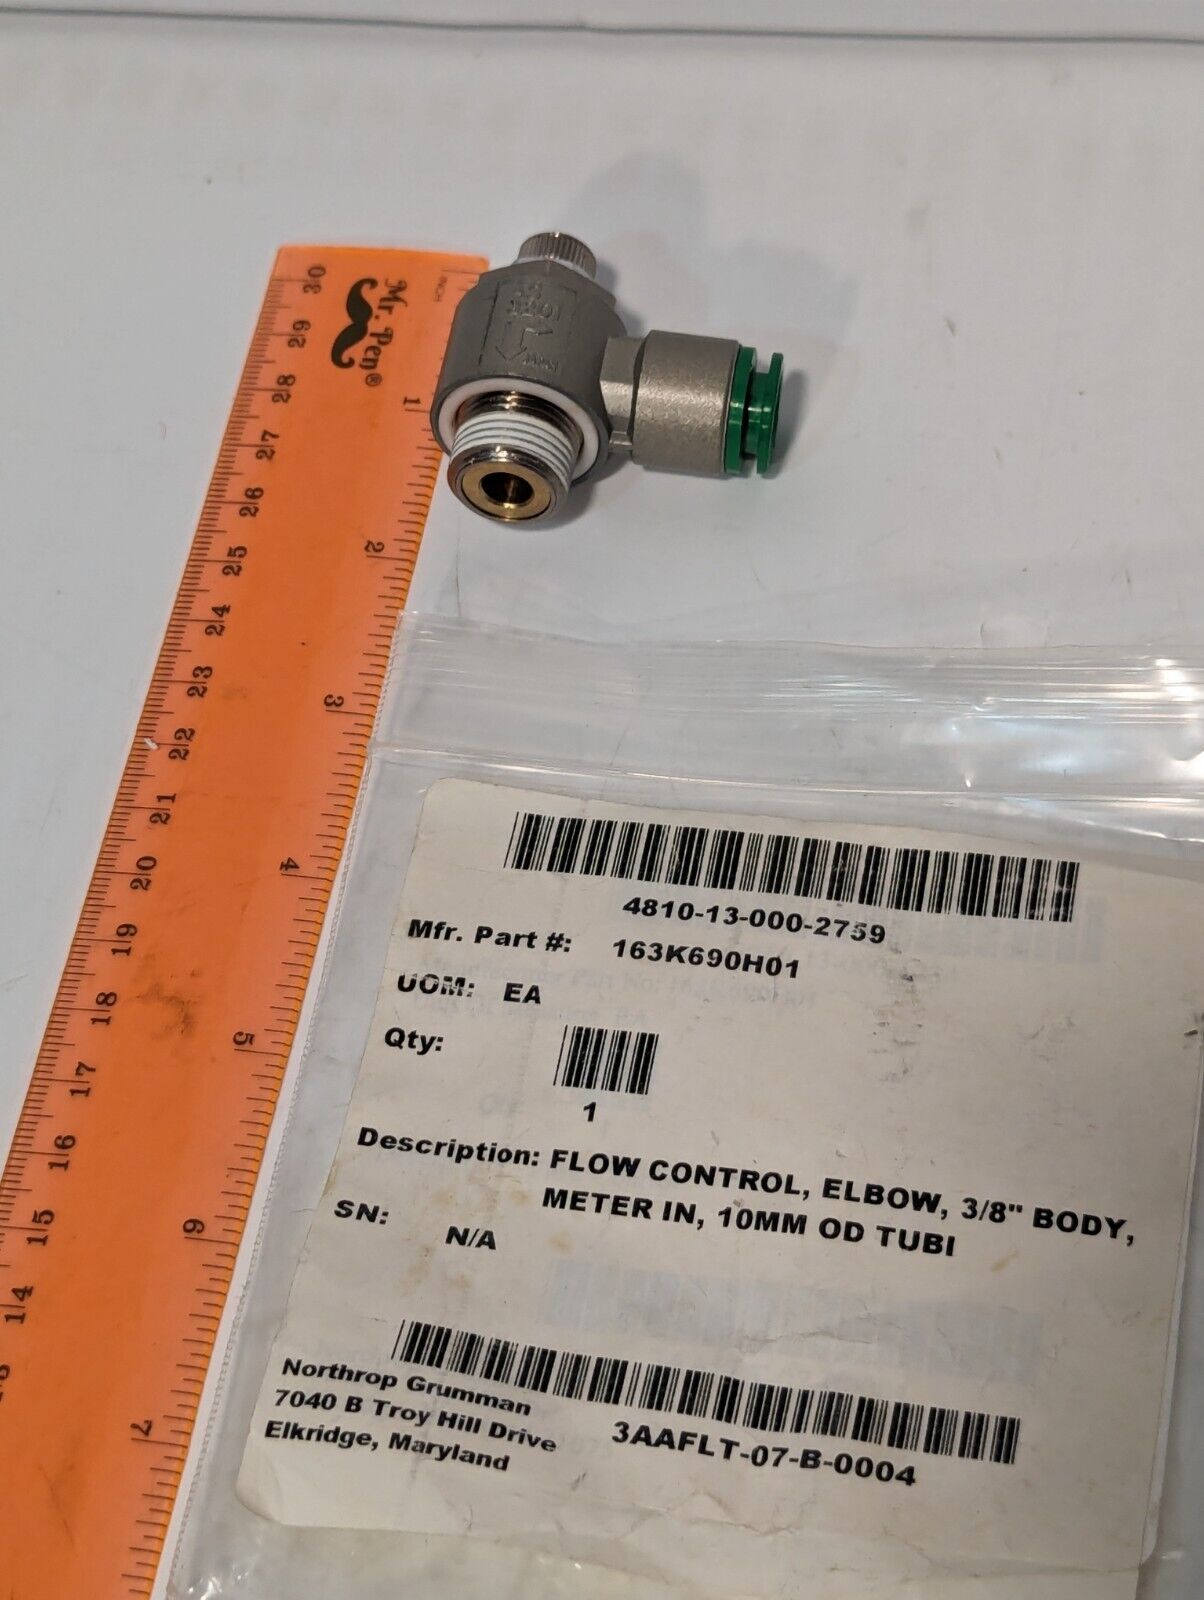 Mr. Pen®
INCH
30
29
28
27
26
25
24
23
22
21
20
19
18
17
16
15
14
1
2
3
4
5
6
7
4810-13-000-2759
Mfr. Part #: 163K690H01
UOM: EA
Qty:
1
Description: FLOW CONTROL, ELBOW, 3/8" BODY,
METER IN, 10MM OD TUBI
SN:
N/A
Northrop Grumman
7040 B Troy Hill Drive
Elkridge, Maryland
3AAFLT-07-B-0004